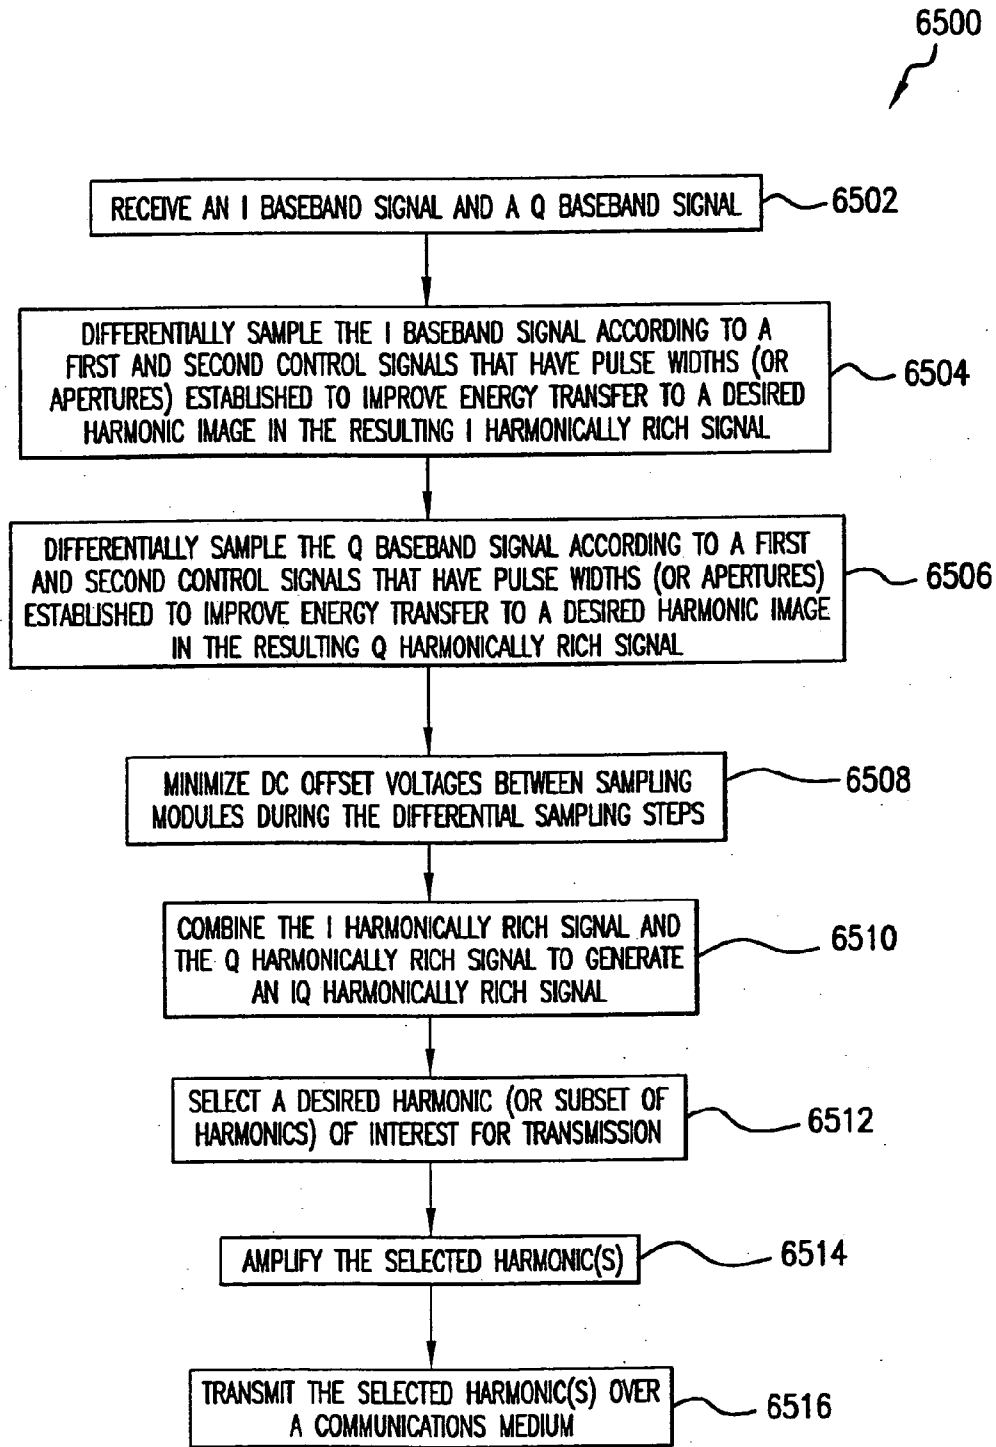 6500
RECEIVE AN I BASEBAND SIGNAL AND A Q BASEBAND SIGNAL
6502
DIFFERENTIALLY SAMPLE THE I BASEBAND SIGNAL ACCORDING TO A
FIRST AND SECOND CONTROL SIGNALS THAT HAVE PULSE WIDTHS (OR
APERTURES) ESTABLISHED TO IMPROVE ENERGY TRANSFER TO A DESIRED
HARMONIC IMAGE IN THE RESULTING I HARMONICALLY RICH SIGNAL
6504
DIFFERENTIALLY SAMPLE THE Q BASEBAND SIGNAL ACCORDING TO A FIRST
AND SECOND CONTROL SIGNALS THAT HAVE PULSE WIDTHS (OR APERTURES)
ESTABLISHED TO IMPROVE ENERGY TRANSFER TO A DESIRED HARMONIC IMAGE
IN THE RESULTING Q HARMONICALLY RICH SIGNAL
6506
MINIMIZE DC OFFSET VOLTAGES BETWEEN SAMPLING
MODULES DURING THE DIFFERENTIAL SAMPLING STEPS
6508
COMBINE THE I HARMONICALLY RICH SIGNAL AND
THE Q HARMONICALLY RICH SIGNAL TO GENERATE
AN IQ HARMONICALLY RICH SIGNAL
6510
SELECT A DESIRED HARMONIC (OR SUBSET OF
HARMONICS) OF INTEREST FOR TRANSMISSION
6512
AMPLIFY THE SELECTED HARMONIC(S)
6514
TRANSMIT THE SELECTED HARMONIC(S) OVER
A COMMUNICATIONS MEDIUM
6516